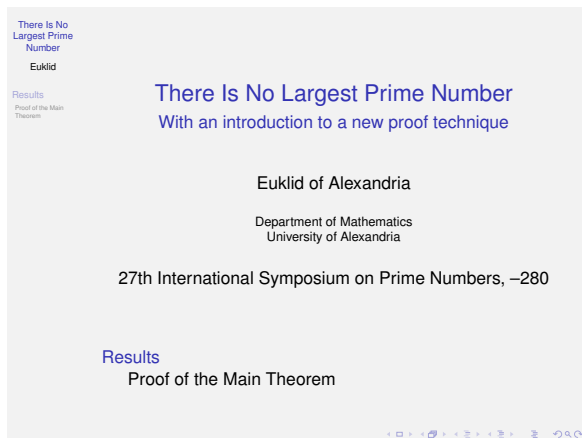 There Is No
Largest Prime
Number
Euklid
Results
Proof of the Main
Theorem
There Is No Largest Prime Number
With an introduction to a new proof technique
Euklid of Alexandria
Department of Mathematics
University of Alexandria
27th International Symposium on Prime Numbers, –280
Results
Proof of the Main Theorem